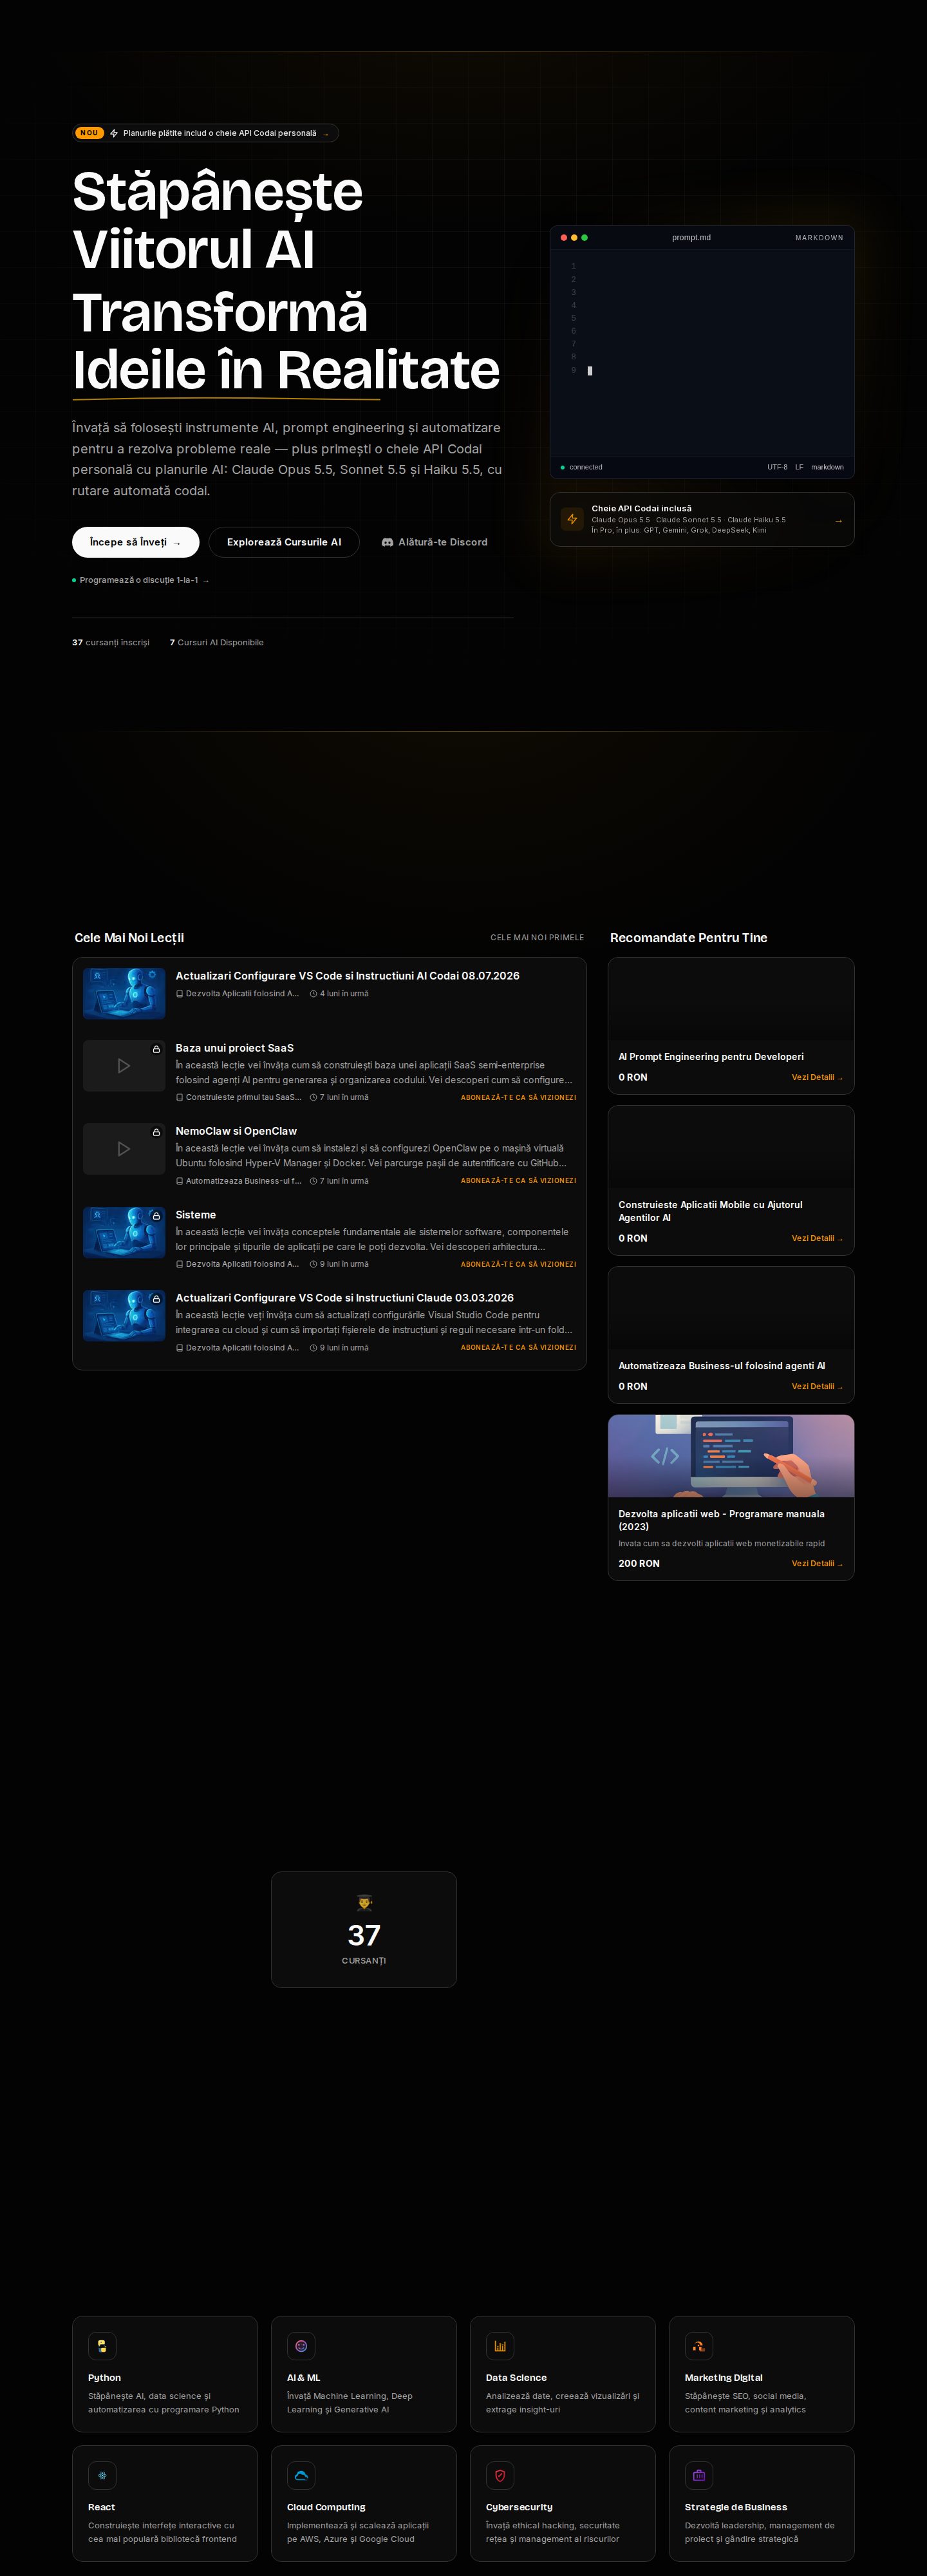 NOU Planurile plătite includ o cheie API Codai personală →
Stăpânește
Viitorul AI
Transformă
Ideile în Realitate
Învață să folosești instrumente AI, prompt engineering și automatizare
pentru a rezolva probleme reale — plus primești o cheie API Codai
personală cu planurile AI: Claude Opus 5.5, Sonnet 5.5 și Haiku 5.5, cu
rutare automată codai.
Începe să Înveți →
Explorează Cursurile AI
Alătură-te Discord
Programează o discuție 1-la-1 →
37 cursanți înscriși
7 Cursuri AI Disponibile
prompt.md
MARKDOWN
1
2
3
4
5
6
7
8
9
connected
UTF-8 LF markdown
Cheie API Codai inclusă
Claude Opus 5.5 · Claude Sonnet 5.5 · Claude Haiku 5.5
În Pro, în plus: GPT, Gemini, Grok, DeepSeek, Kimi
→
Cele Mai Noi Lecții
CELE MAI NOI PRIMELE
Actualizari Configurare VS Code si Instructiuni AI Codai 08.07.2026
Dezvolta Aplicatii folosind A... 4 luni în urmă
Baza unui proiect SaaS
În această lecție vei învăța cum să construiești baza unei aplicații SaaS semi-enterprise
folosind agenți AI pentru generarea și organizarea codului. Vei descoperi cum să configure...
Construieste primul tau SaaS... 7 luni în urmă ABONEAZĂ-TE CA SĂ VIZIONEZI
NemoClaw si OpenClaw
În această lecție vei învăța cum să instalezi și să configurezi OpenClaw pe o mașină virtuală
Ubuntu folosind Hyper-V Manager și Docker. Vei parcurge pașii de autentificare cu GitHub...
Automatizeaza Business-ul f... 7 luni în urmă ABONEAZĂ-TE CA SĂ VIZIONEZI
Sisteme
În această lecție vei învăța conceptele fundamentale ale sistemelor software, componentele
lor principale și tipurile de aplicații pe care le poți dezvolta. Vei descoperi arhitectura...
Dezvolta Aplicatii folosind A... 9 luni în urmă ABONEAZĂ-TE CA SĂ VIZIONEZI
Actualizari Configurare VS Code si Instructiuni Claude 03.03.2026
În această lecție veți învăța cum să actualizați configurările Visual Studio Code pentru
integrarea cu cloud și cum să importați fișierele de instrucțiuni și reguli necesare într-un fold...
Dezvolta Aplicatii folosind A... 9 luni în urmă ABONEAZĂ-TE CA SĂ VIZIONEZI
Recomandate Pentru Tine
AI Prompt Engineering pentru Developeri
0 RON Vezi Detalii →
Construieste Aplicatii Mobile cu Ajutorul
Agentilor AI
0 RON Vezi Detalii →
Automatizeaza Business-ul folosind agenti AI
0 RON Vezi Detalii →
Dezvolta aplicatii web - Programare manuala
(2023)
Invata cum sa dezvolti aplicatii web monetizabile rapid
200 RON Vezi Detalii →
37
CURSANȚI
Python
Stăpânește AI, data science și
automatizarea cu programare Python
AI & ML
Învață Machine Learning, Deep
Learning și Generative AI
Data Science
Analizează date, creează vizualizări și
extrage insight-uri
Marketing Digital
Stăpânește SEO, social media,
content marketing și analytics
React
Construiește interfețe interactive cu
cea mai populară bibliotecă frontend
Cloud Computing
Implementează și scalează aplicații
pe AWS, Azure și Google Cloud
Cybersecurity
Învață ethical hacking, securitate
rețea și management al riscurilor
Strategie de Business
Dezvoltă leadership, management de
proiect și gândire strategică